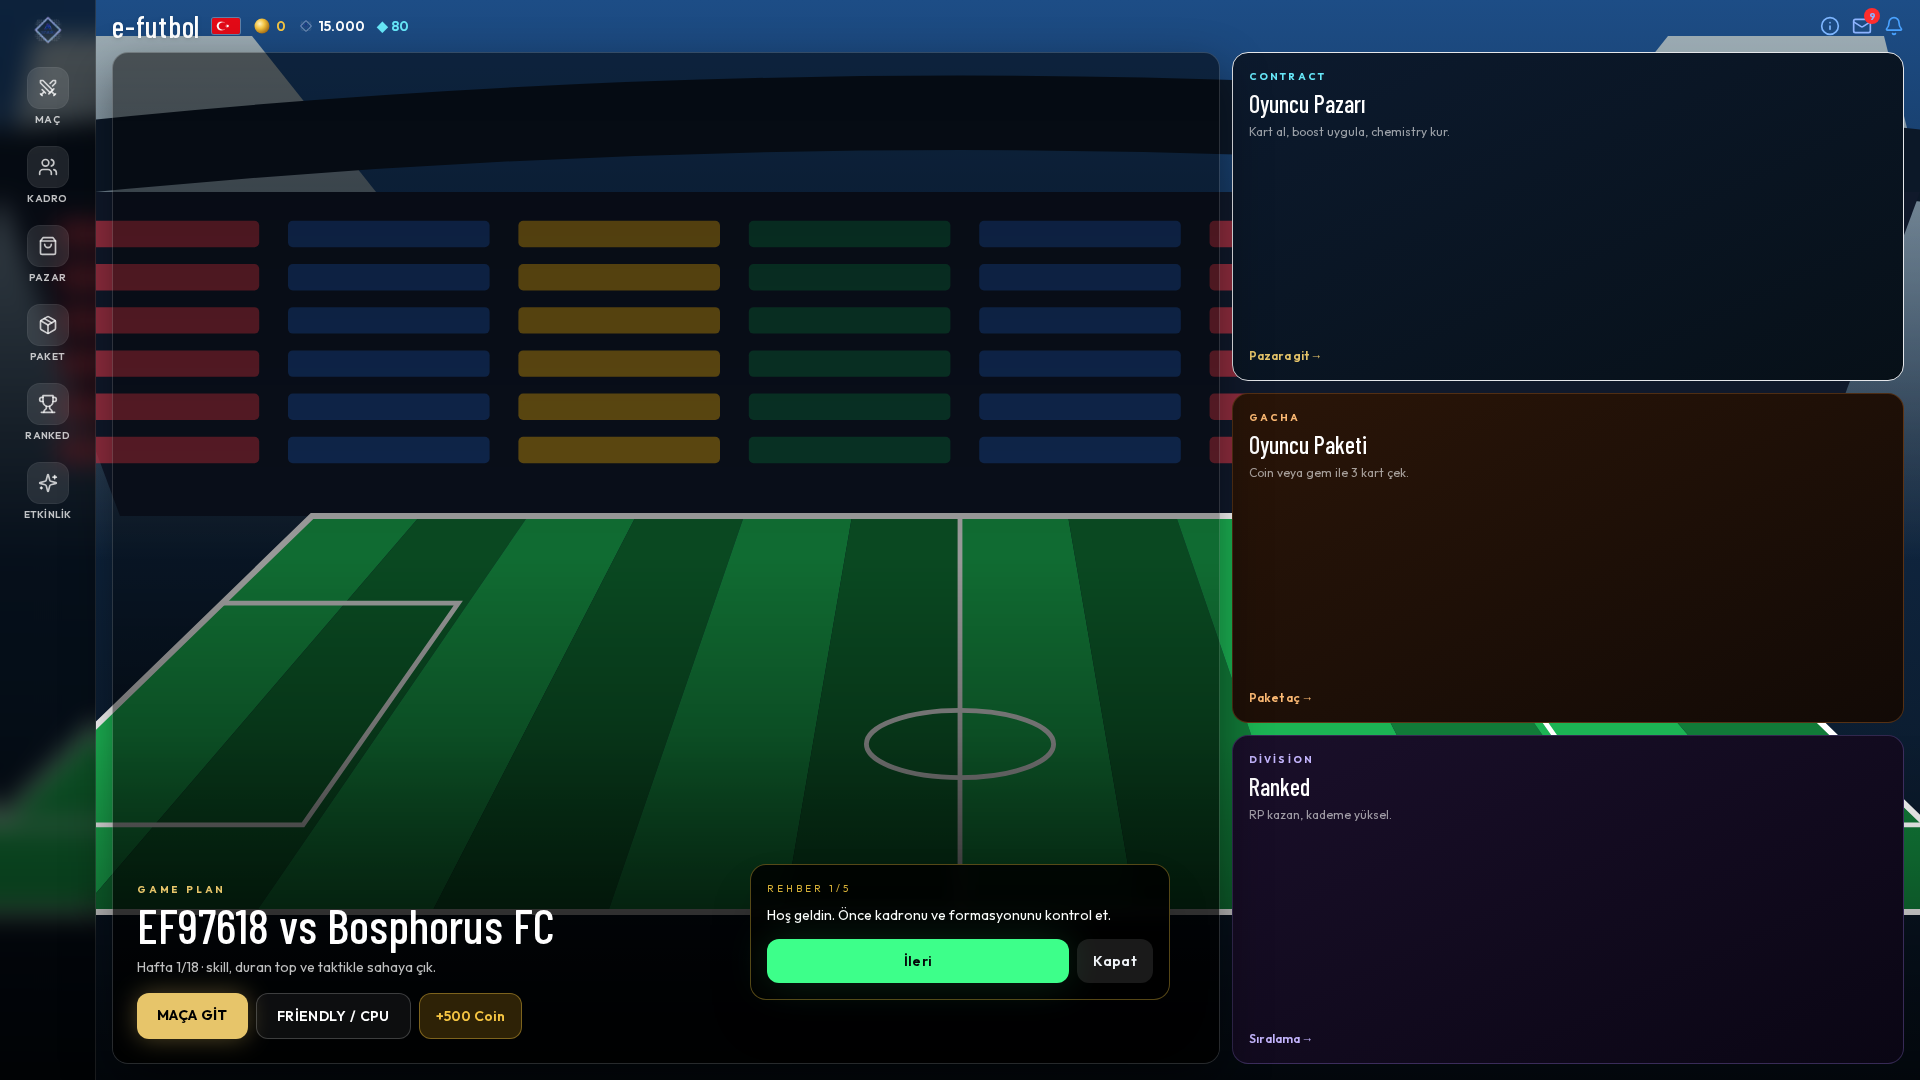 e-futbol
0
15.000
80
9
MAÇ
KADRO
PAZAR
PAKET
RANKED
ETKİNLİK
GAME PLAN
EF97618 vs Bosphorus FC
Hafta 1/18 · skill, duran top ve taktikle sahaya çık.
MAÇA GİT
FRİENDLY / CPU
+500 Coin
REHBER 1/5
Hoş geldin. Önce kadronu ve formasyonunu kontrol et.
İleri
Kapat
CONTRACT
Oyuncu Pazarı
Kart al, boost uygula, chemistry kur.
Pazara git →
GACHA
Oyuncu Paketi
Coin veya gem ile 3 kart çek.
Paket aç →
DİVİSİON
Ranked
RP kazan, kademe yüksel.
Sıralama →